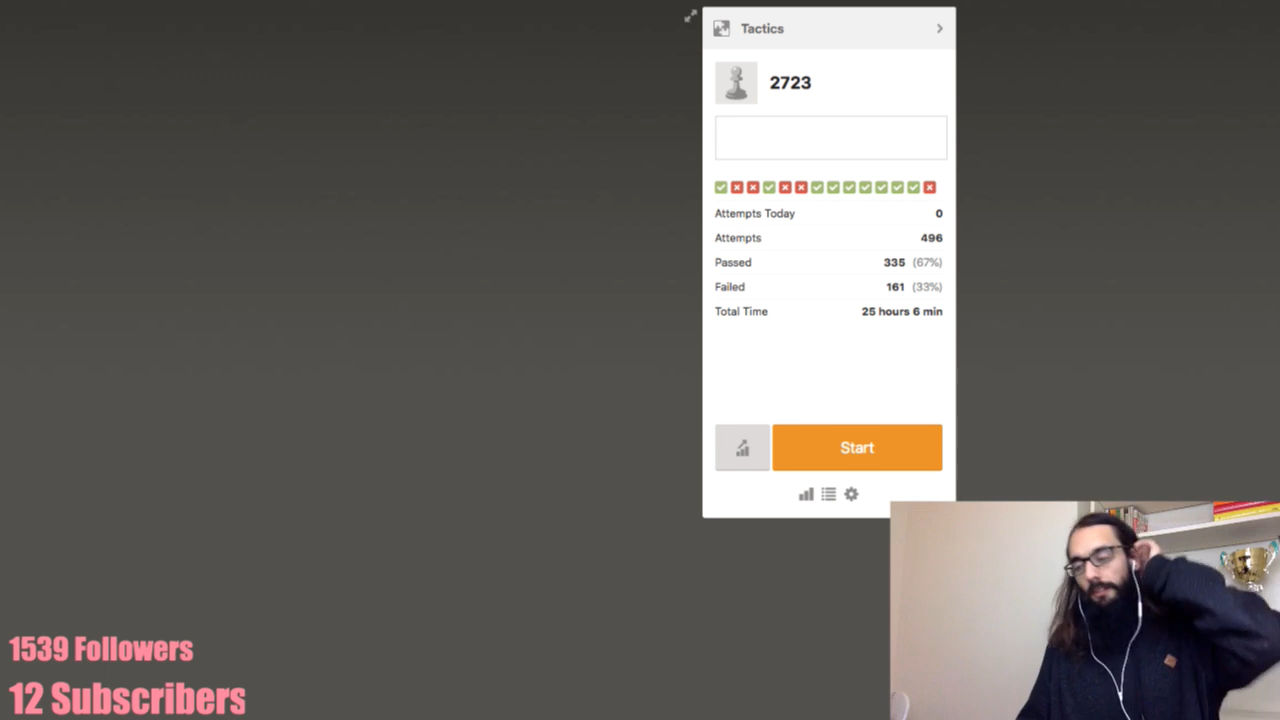 Tactics
2723
Attempts Today 0
Attempts 496
Passed 335 (67%)
Failed 161 (33%)
Total Time 25 hours 6 min
Start
1539 Followers
12 Subscribers